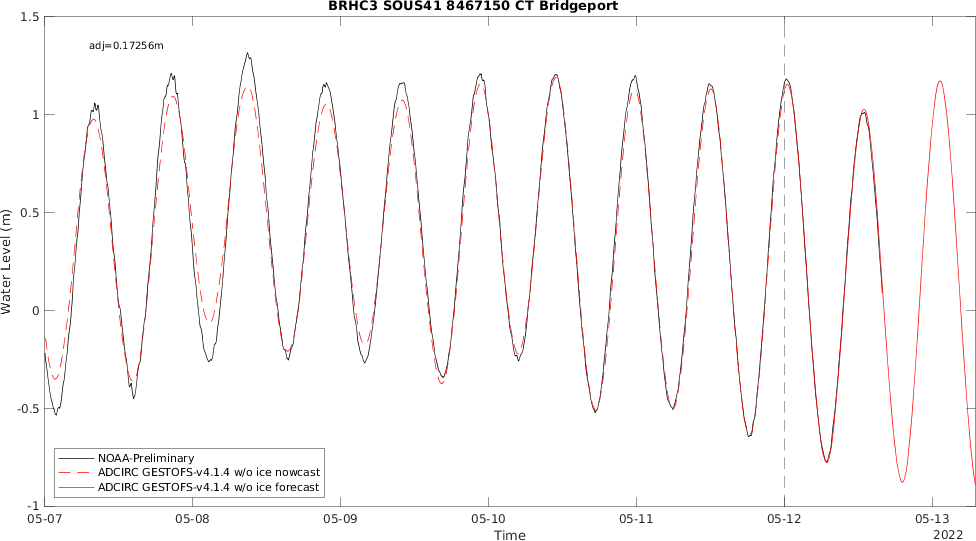 BRHC3 SOUS41 8467150 CT Bridgeport
1.5
adj=0.17256m
1
0.5
Water Level (m)
0
-0.5
NOAA-Preliminary
ADCIRC GESTOFS-v4.1.4 w/o ice nowcast
ADCIRC GESTOFS-v4.1.4 w/o ice forecast
-1
05-07 05-08 05-09 05-10 05-11 05-12 05-13
Time
2022